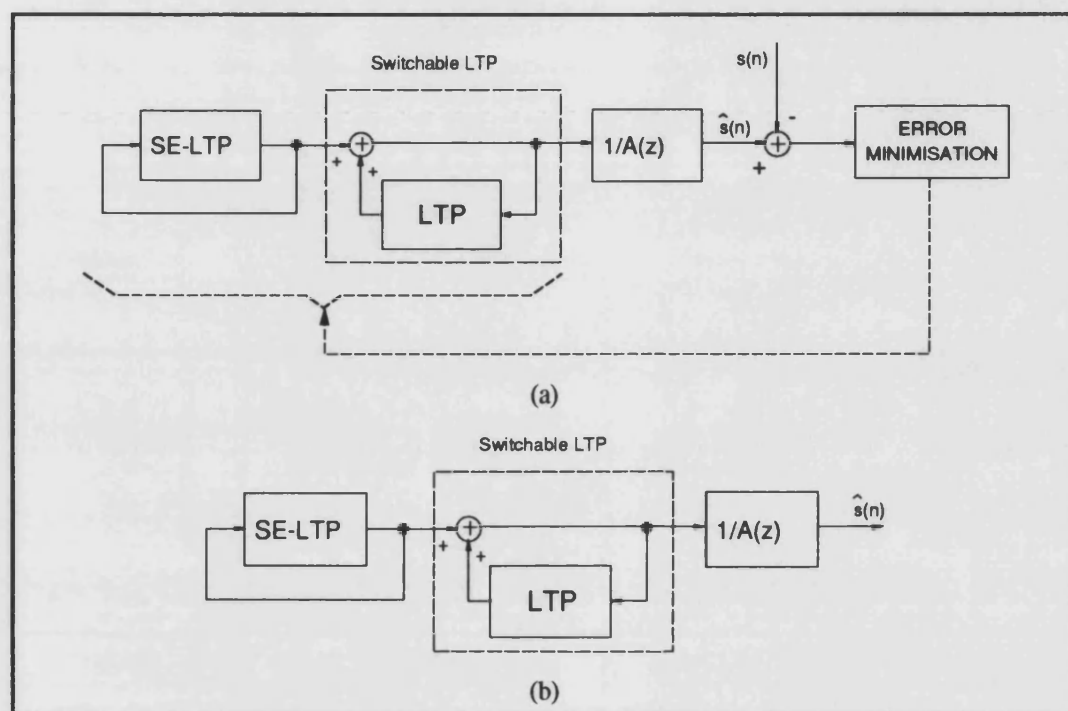 Switchable LTP
s(n)
SE-LTP
+
+
+
LTP
1/A(z)
ŝ(n)
-
+
ERROR
MINIMISATION
(a)
Switchable LTP
SE-LTP
+
+
+
LTP
1/A(z)
ŝ(n)
(b)